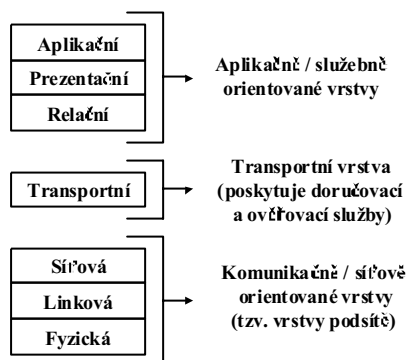 Aplikační
Prezentační
Relační
Aplikačně / služebně
orientované vrstvy
Transportní
Transportní vrstva
(poskytuje doručovací
a ověřovací služby)
Síťová
Linková
Fyzická
Komunikačně / síťově
orientované vrstvy
(tzv. vrstvy podsítě)